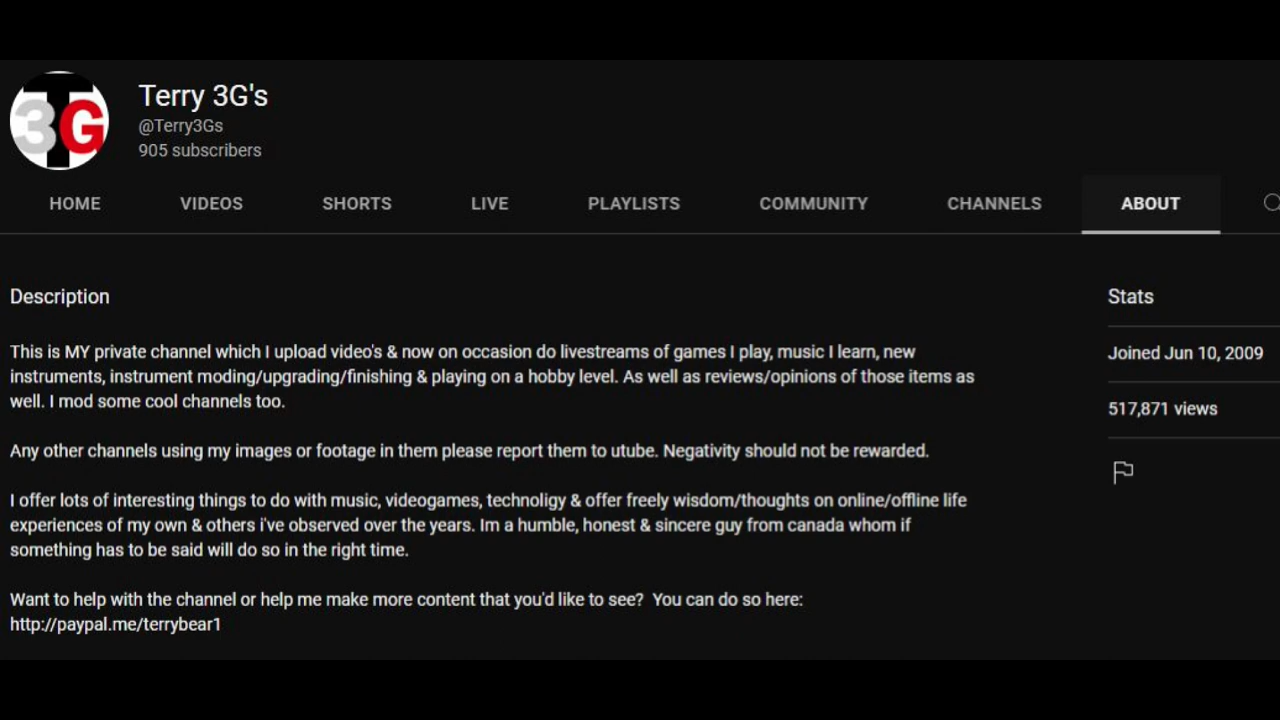 3G
Terry 3G's
@Terry3Gs
905 subscribers
HOME VIDEOS SHORTS LIVE PLAYLISTS COMMUNITY CHANNELS ABOUT
Description
This is MY private channel which I upload video's & now on occasion do livestreams of games I play, music I learn, new
instruments, instrument moding/upgrading/finishing & playing on a hobby level. As well as reviews/opinions of those items as
well. I mod some cool channels too.
Any other channels using my images or footage in them please report them to utube. Negativity should not be rewarded.
I offer lots of interesting things to do with music, videogames, technoligy & offer freely wisdom/thoughts on online/offline life
experiences of my own & others i've observed over the years. Im a humble, honest & sincere guy from canada whom if
something has to be said will do so in the right time.
Want to help with the channel or help me make more content that you'd like to see?  You can do so here:
http://paypal.me/terrybear1
Stats
Joined Jun 10, 2009
517,871 views